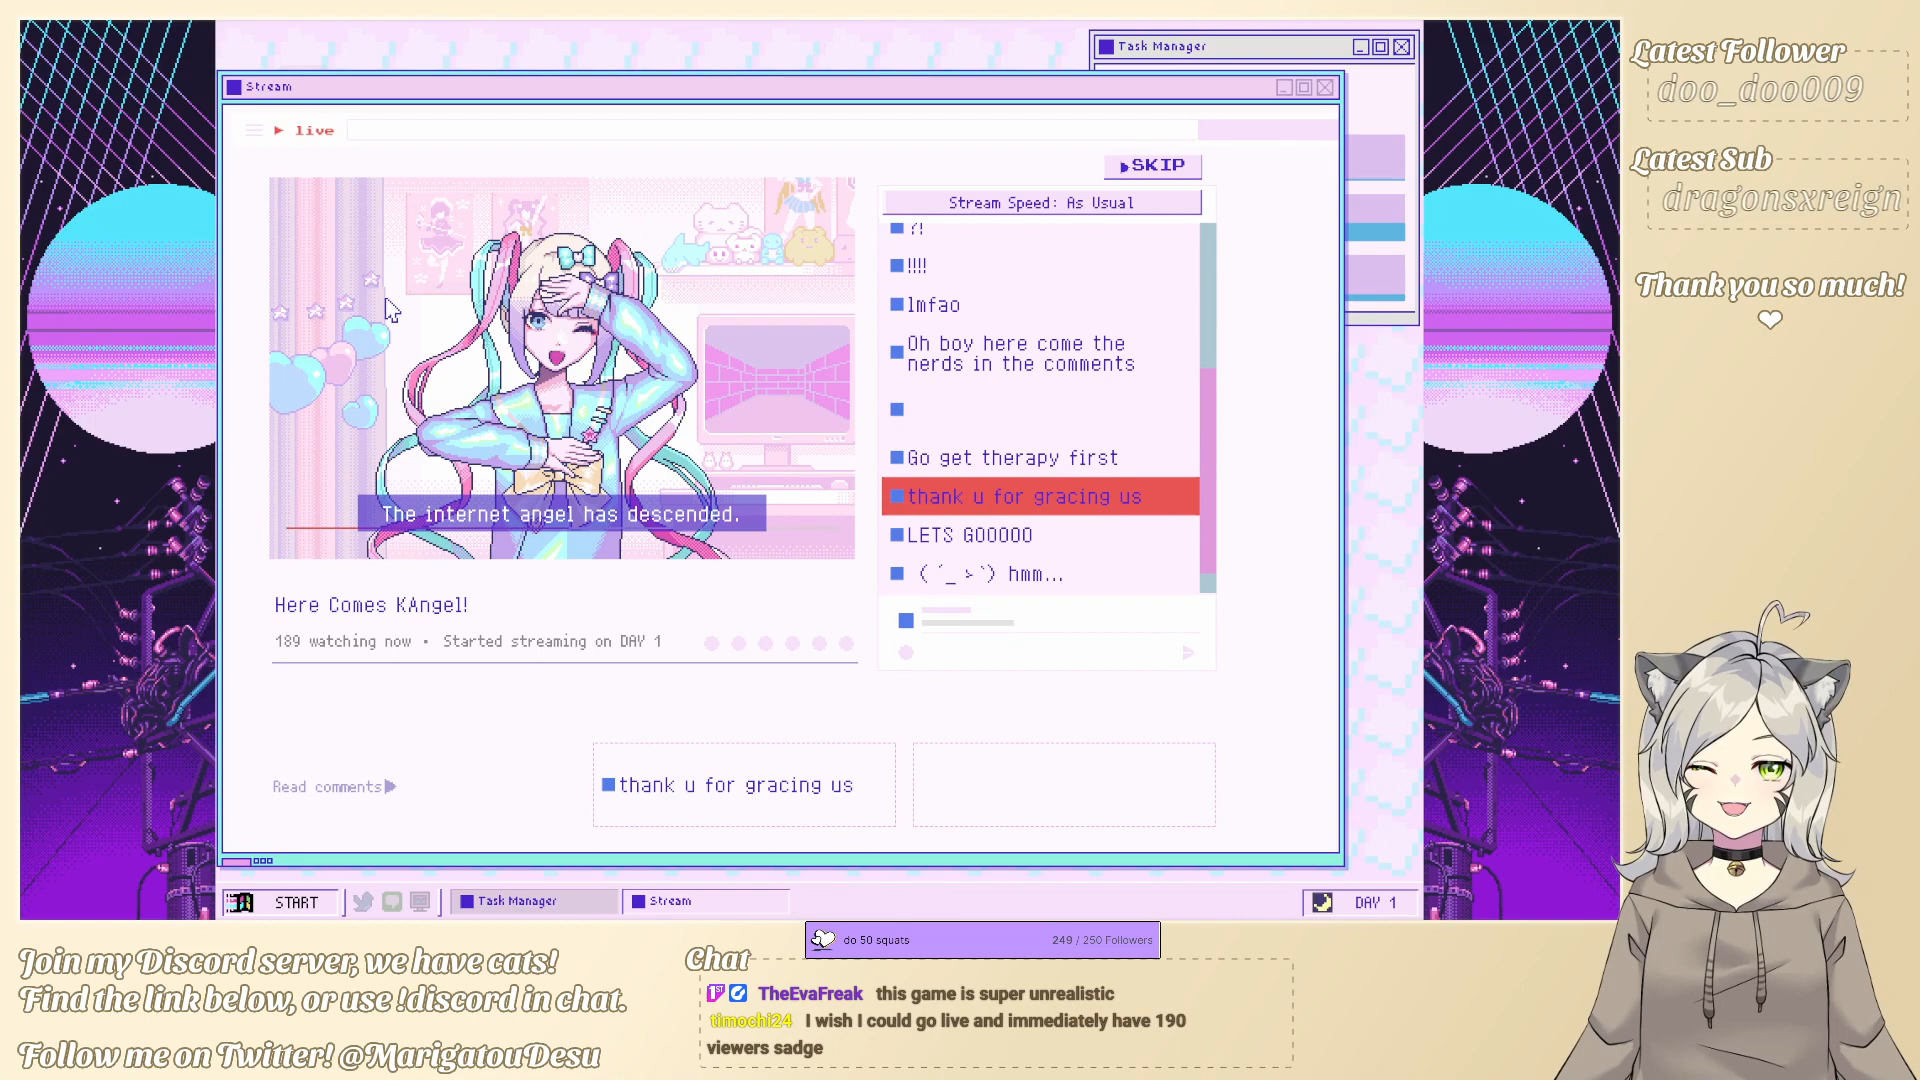 Task Manager
Stream
live
SKIP
Stream Speed: As Usual
?!
!!!!
lmfao
Oh boy here come the
nerds in the comments
Go get therapy first
thank u for gracing us
LETS GOOOOO
(´_ゝ`) hmm...
The internet angel has descended.
Here Comes KAngel!
189 watching now • Started streaming on DAY 1
Read comments
thank u for gracing us
START
Task Manager
Stream
DAY 1
Latest Follower
doo_doo009
Latest Sub
dragonsxreign
Thank you so much!
do 50 squats
249 / 250 Followers
Join my Discord server, we have cats!
Find the link below, or use !discord in chat.
Follow me on Twitter! @MarigatouDesu
Chat
1ST TheEvaFreak this game is super unrealistic
timochi24 I wish I could go live and immediately have 190
viewers sadge